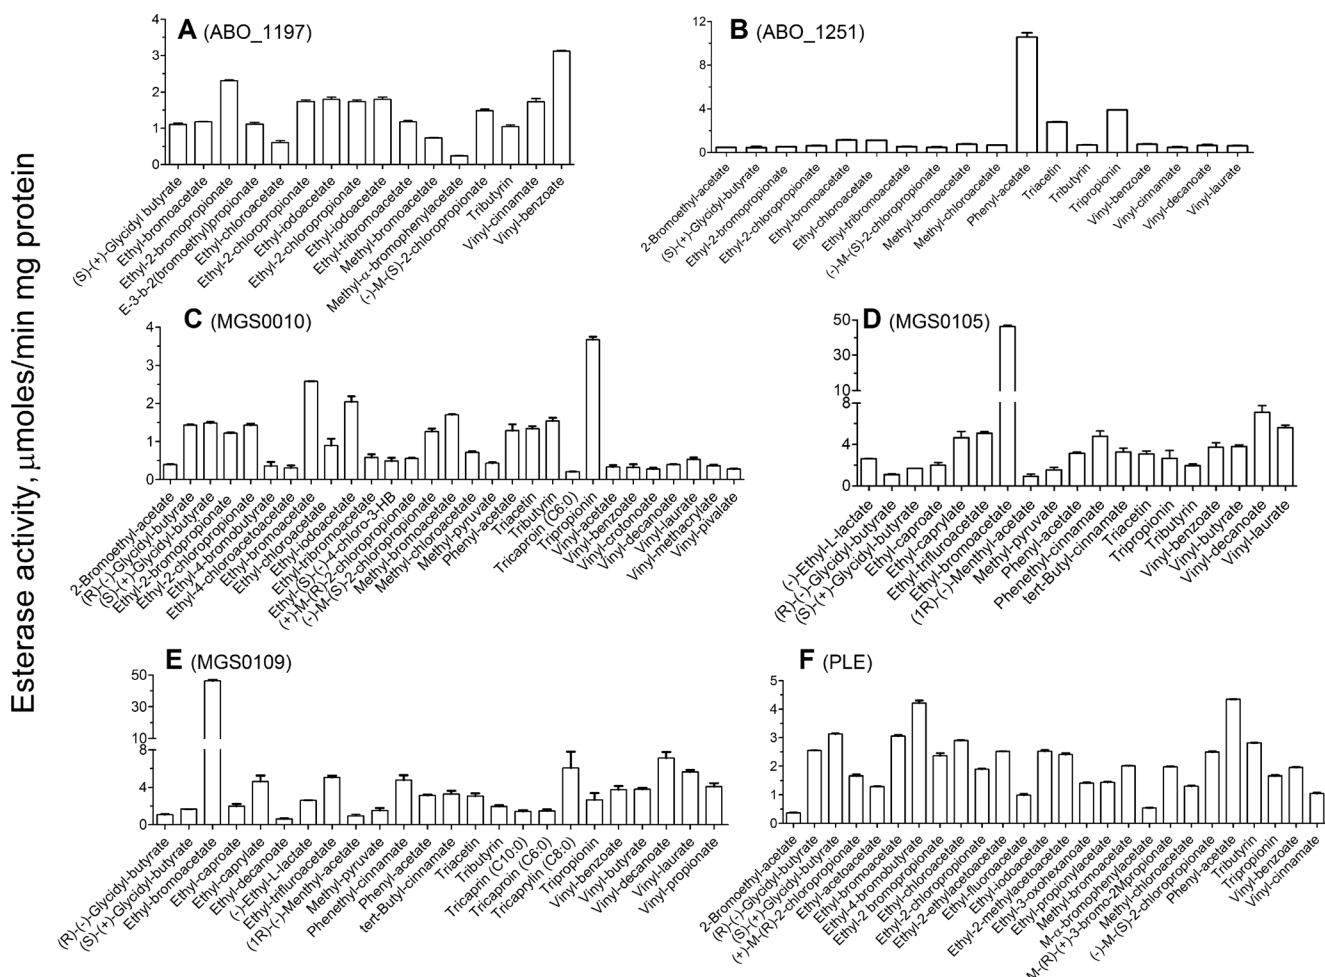 Esterase activity, µmoles/min mg protein
A (ABO_1197)
4
3
2
1
0
(S)-(+)-Glycidyl butyrate
Ethyl-bromoacetate
Ethyl-2-bromopropionate
E-3-b-2(bromoethyl)propionate
Ethyl-chloroacetate
Ethyl-2-chloropropionate
Ethyl-iodoacetate
Ethyl-2-chloropropionate
Ethyl-iodoacetate
Ethyl-tribromoacetate
Methyl-bromoacetate
Methyl-α-bromophenylacetate
(-)-M-(S)-2-chloropropionate
Tributyrin
Vinyl-cinnamate
Vinyl-benzoate
B (ABO_1251)
12
8
4
0
2-Bromoethyl-acetate
(S)-(+)-Glycidyl-butyrate
Ethyl-2-bromopropionate
Ethyl-2-chloropropionate
Ethyl-bromoacetate
Ethyl-chloroacetate
Ethyl-tribromoacetate
(-)-M-(S)-2-chloropropionate
Methyl-bromoacetate
Methyl-chloroacetate
Phenyl-acetate
Triacetin
Tributyrin
Tripropionin
Vinyl-benzoate
Vinyl-cinnamate
Vinyl-decanoate
Vinyl-laurate
C (MGS0010)
4
3
2
1
0
2-Bromoethyl-acetate
(R)-(-)-Glycidyl-butyrate
(S)-(+)-Glycidyl-butyrate
Ethyl-2-bromopropionate
Ethyl-2-chloropropionate
Ethyl-4-bromobutyrate
Ethyl-4-chloroacetoacetate
Ethyl-bromoacetate
Ethyl-chloroacetate
Ethyl-iodoacetate
Ethyl-tribromoacetate
Ethyl-(S)-(-)-4-chloro-3-HB
(+)-M-(R)-2-chloropropionate
(-)-M-(S)-2-chloropropionate
Methyl-bromoacetate
Methyl-chloroacetate
Methyl-pyruvate
Phenyl-acetate
Triacetin
Tributyrin
Tricaproin (C6:0)
Tripropionin
Vinyl-acetate
Vinyl-benzoate
Vinyl-crotonoate
Vinyl-decanoate
Vinyl-laurate
Vinyl-methacrylate
Vinyl-pivalate
D (MGS0105)
50
30
10
8
4
0
(-)-Ethyl-L-lactate
(R)-(-)-Glycidyl-butyrate
(S)-(+)-Glycidyl-butyrate
Ethyl-caproate
Ethyl-caprylate
Ethyl-trifluoroacetate
Ethyl-bromoacetate
(1R)-(-)-Menthyl-acetate
Methyl-pyruvate
Phenyl-acetate
Phenethyl-cinnamate
tert-Butyl-cinnamate
Triacetin
Tripropionin
Tributyrin
Vinyl-benzoate
Vinyl-butyrate
Vinyl-decanoate
Vinyl-laurate
E (MGS0109)
50
30
10
8
4
0
(R)-(-)-Glycidyl-butyrate
(S)-(+)-Glycidyl-butyrate
Ethyl-bromoacetate
Ethyl-caproate
Ethyl-caprylate
Ethyl-decanoate
(-)-Ethyl-L-lactate
Ethyl-trifluoroacetate
(1R)-(-)-Menthy-acetate
Methyl-pyruvate
Phenethyl-cinnamate
Phenyl-acetate
tert-Butyl-cinnamate
Triacetin
Tributyrin
Tricaprin (C10:0)
Tricaproin (C6:0)
Tricaprylin (C8:0)
Tripropionin
Vinyl-benzoate
Vinyl-butyrate
Vinyl-decanoate
Vinyl-laurate
Vinyl-propionate
F (PLE)
5
4
3
2
1
0
2-Bromoethyl-acetate
(R)-(-)-Glycidyl-butyrate
(S)-(+)-Glycidyl-butyrate
(+)-M-(R)-2-chloropropionate
Ethyl-acetoacetate
Ethyl-bromoacetate
Ethyl-4-bromobutyrate
Ethyl-2 bromopropionate
Ethyl-chloroacetate
Ethyl-2-chloropropionate
Ethyl-2-ethylacetoacetate
Ethyl-fluoroacetate
Ethyl-iodoacetate
Ethyl-2-methylacetoacetate
Ethyl-3-oxohexanoate
Ethyl-propionylacetate
Methyl-bromoacetate
M-α-bromophenylacetate
M-(R)-(+)-3-bromo-2Mpropionate
Methyl-chloroacetate
(-)-M-(S)-2-chloropropionate
Phenyl-acetate
Tributyrin
Tripropionin
Vinyl-benzoate
Vinyl-cinnamate